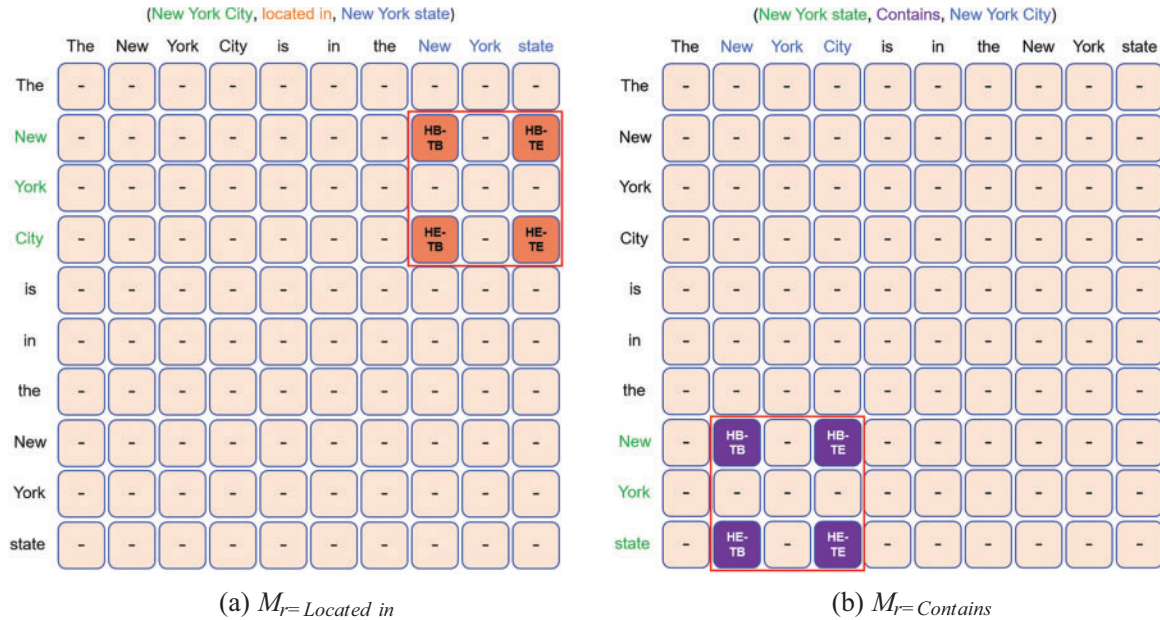 (New York City, located in, New York state)
The New York City is in the New York state
The - - - - - - - - - -
New - - - - - - - HB-TB - HB-TE
York - - - - - - - - - -
City - - - - - - - HE-TB - HE-TE
is - - - - - - - - - -
in - - - - - - - - - -
the - - - - - - - - - -
New - - - - - - - - - -
York - - - - - - - - - -
state - - - - - - - - - -
(a) M_r= Located in
(New York state, Contains, New York City)
The New York City is in the New York state
The - - - - - - - - - -
New - - - - - - - - - -
York - - - - - - - - - -
City - - - - - - - - - -
is - - - - - - - - - -
in - - - - - - - - - -
the - - - - - - - - - -
New - HB-TB - HB-TE - - - - - -
York - - - - - - - - - -
state - HE-TB - HE-TE - - - - - -
(b) M_r= Contains